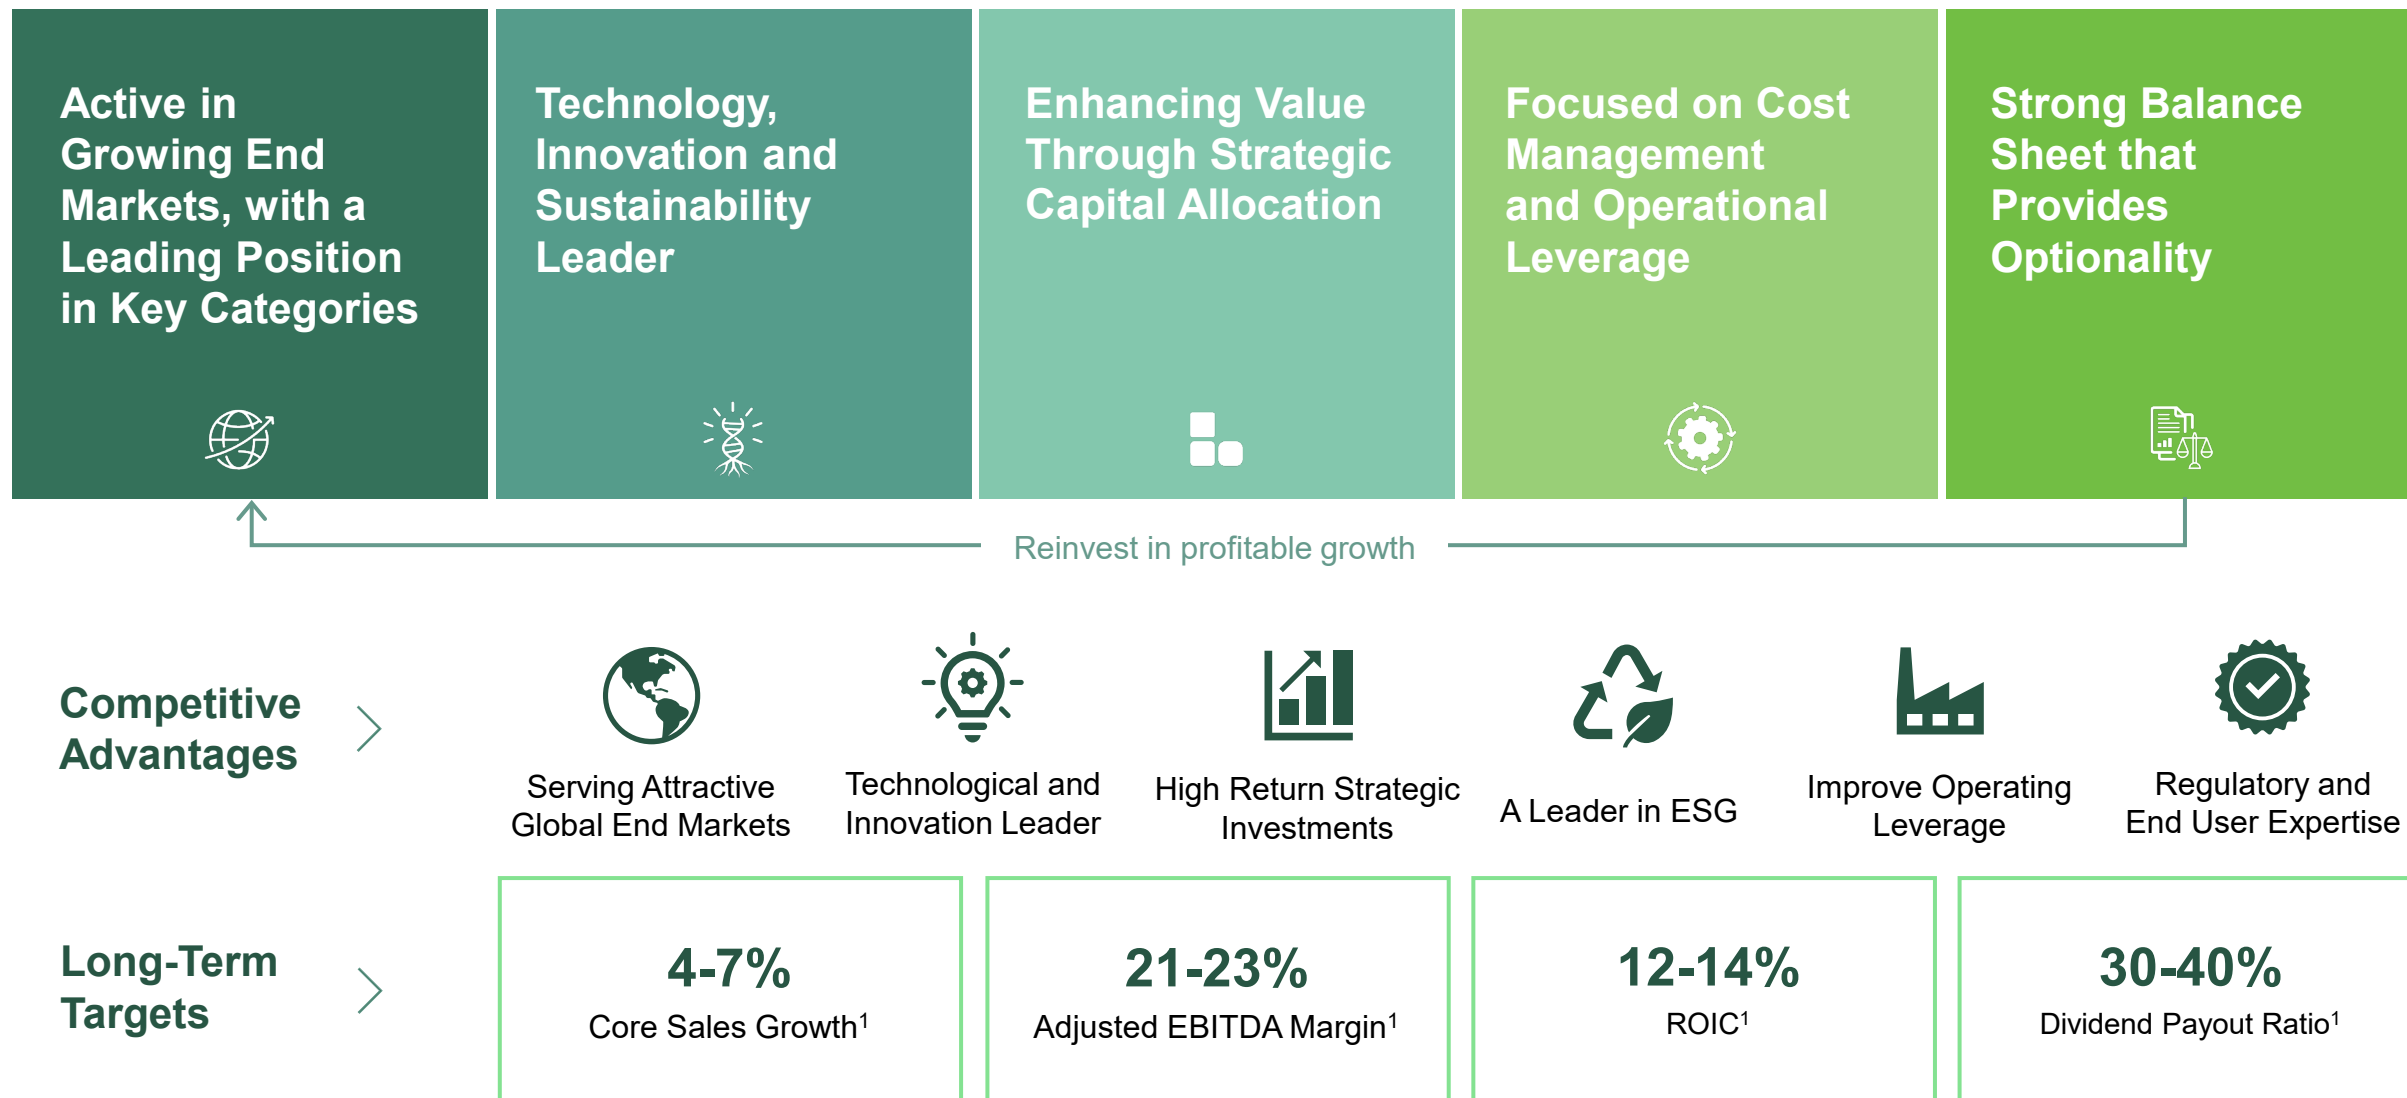 Active in
Growing End
Markets, with a
Leading Position
in Key Categories
Technology,
Innovation and
Sustainability
Leader
Enhancing Value
Through Strategic
Capital Allocation
Focused on Cost
Management
and Operational
Leverage
Strong Balance
Sheet that
Provides
Optionality
Reinvest in profitable growth
Competitive
Advantages
Serving Attractive
Global End Markets
Technological and
Innovation Leader
High Return Strategic
Investments
A Leader in ESG
Improve Operating
Leverage
Regulatory and
End User Expertise
Long-Term
Targets
4-7%
Core Sales Growth¹
21-23%
Adjusted EBITDA Margin¹
12-14%
ROIC¹
30-40%
Dividend Payout Ratio¹